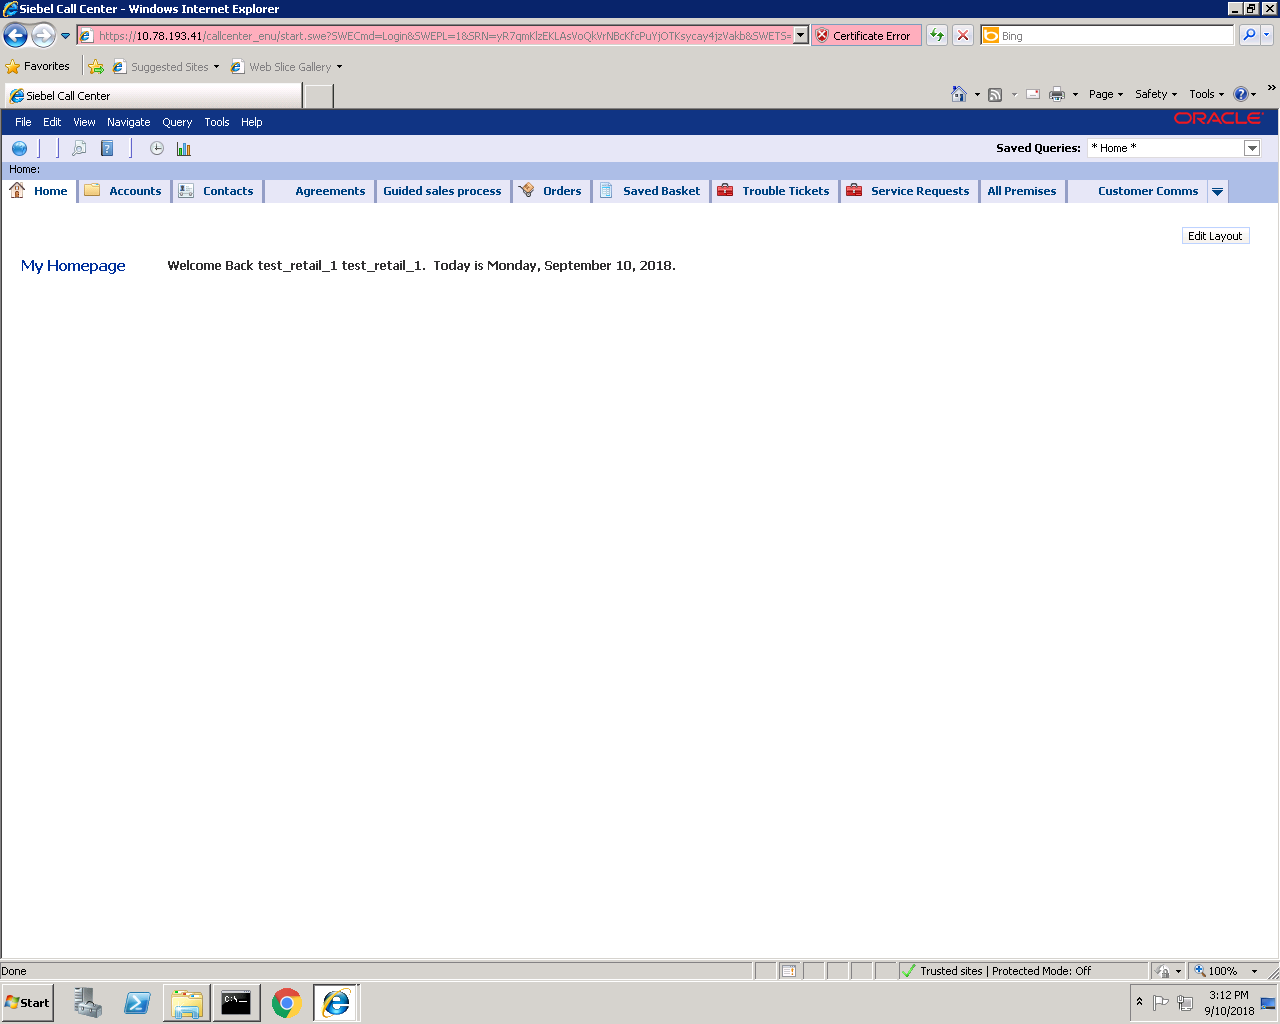 Siebel Call Center - Windows Internet Explorer
https://10.78.193.41/callcenter_enu/start.swe?SWECmd=Login&SWEPL=1&SRN= Certificate Error Bing
Favorites Suggested Sites Web Slice Gallery
Siebel Call Center Page Safety Tools
File Edit View Navigate Query Tools Help ORACLE
Saved Queries: * Home *
Home:
Home Accounts Contacts Agreements Guided sales process Orders Saved Basket Trouble Tickets Service Requests All Premises Customer Comms
Edit Layout
My Homepage Welcome Back test_retail_1 test_retail_1. Today is Monday, September 10, 2018.
Done Trusted sites | Protected Mode: Off 100%
Start 3:12 PM
9/10/2018